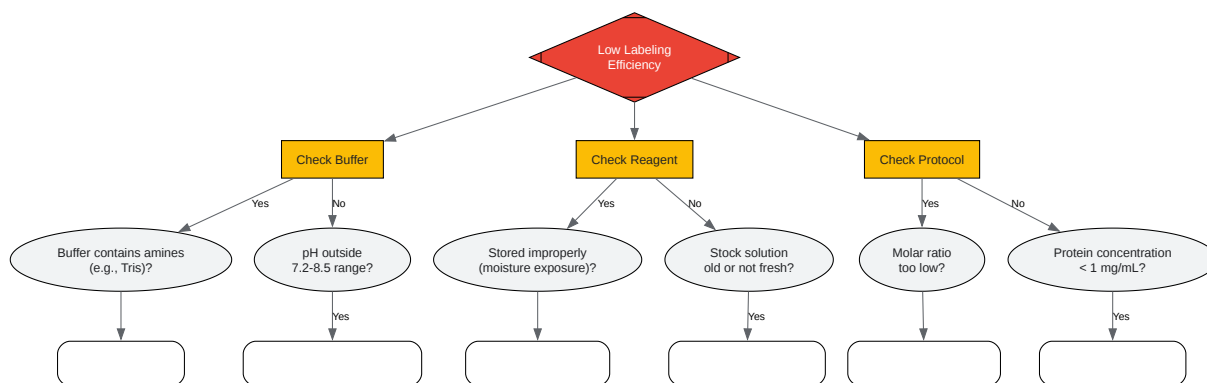 Low Labeling
Efficiency
Check Buffer
Check Reagent
Check Protocol
Yes
No
Yes
No
Yes
No
Buffer contains amines
(e.g., Tris)?
pH outside
7.2-8.5 range?
Stored improperly
(moisture exposure)?
Stock solution
old or not fresh?
Molar ratio
too low?
Protein concentration
< 1 mg/mL?
Yes
Yes
Yes